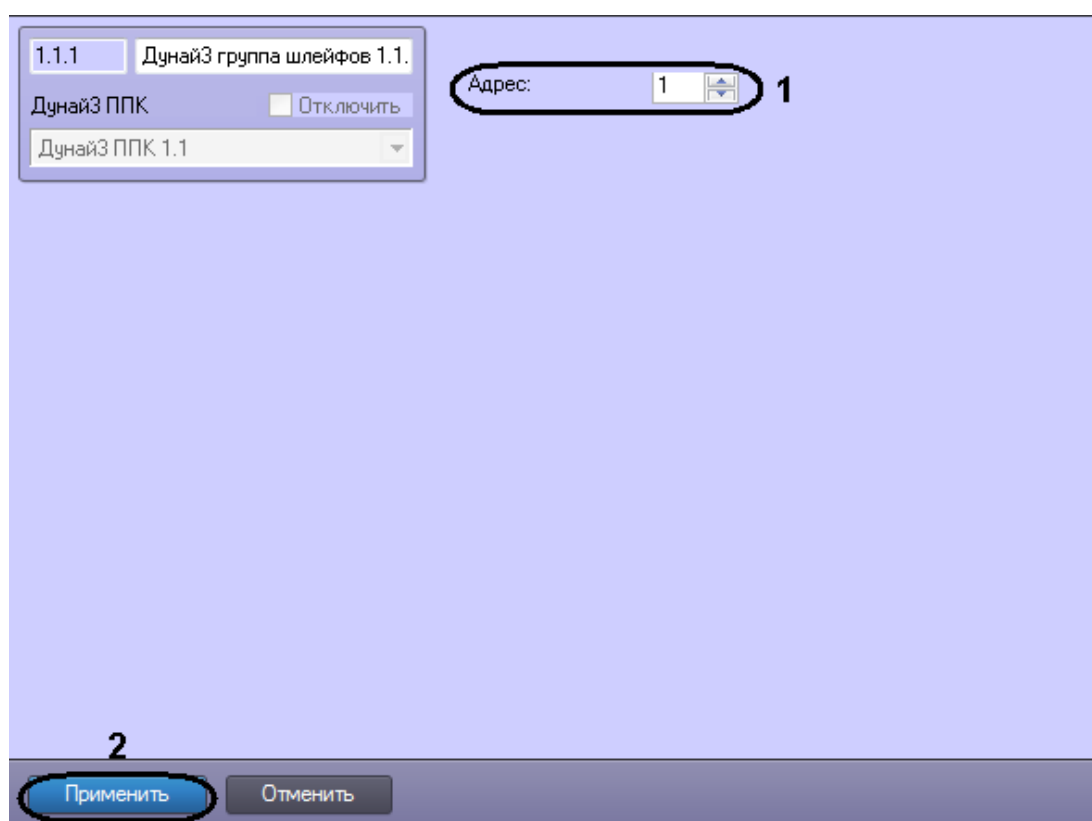 1.1.1 Дунай3 группа шлейфов 1.1.
Адрес: 1 1
Дунай3 ППК Отключить
Дунай3 ППК 1.1
2
Применить Отменить